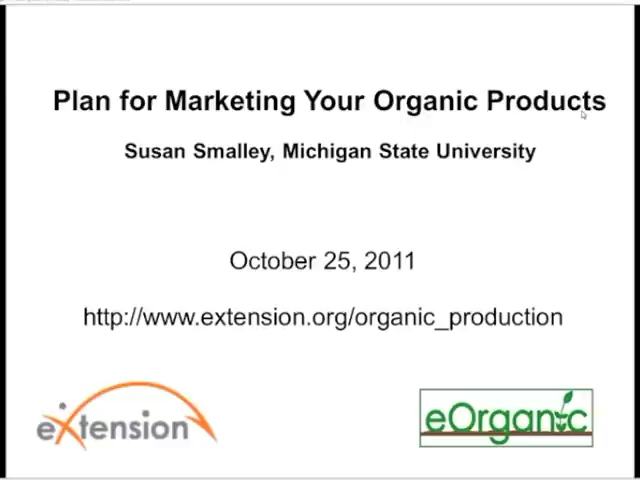 Plan for Marketing Your Organic Products
Susan Smalley, Michigan State University
October 25, 2011
http://www.extension.org/organic_production
eXtension
eOrganic